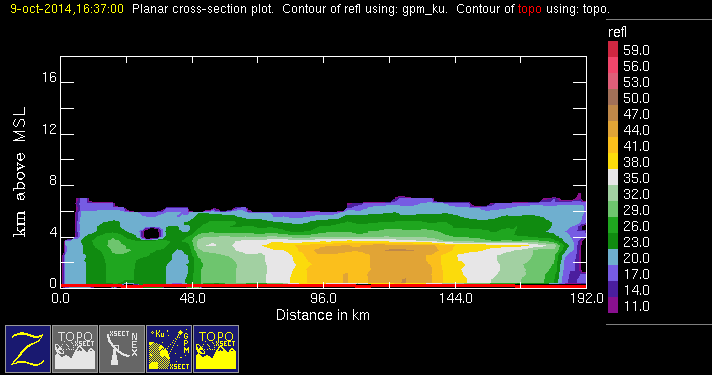 9-oct-2014,16:37:00 Planar cross-section plot. Contour of refl using: gpm_ku. Contour of topo using: topo.
refl
59.0
56.0
53.0
50.0
47.0
44.0
41.0
38.0
35.0
32.0
29.0
26.0
23.0
20.0
17.0
14.0
11.0
km above MSL
16
12
8
4
0
0.0 48.0 96.0 144.0 192.0
Distance in km
Z
TOPO
XSECT
XSECT
Ku
GPM
XSECT
TOPO
XSECT